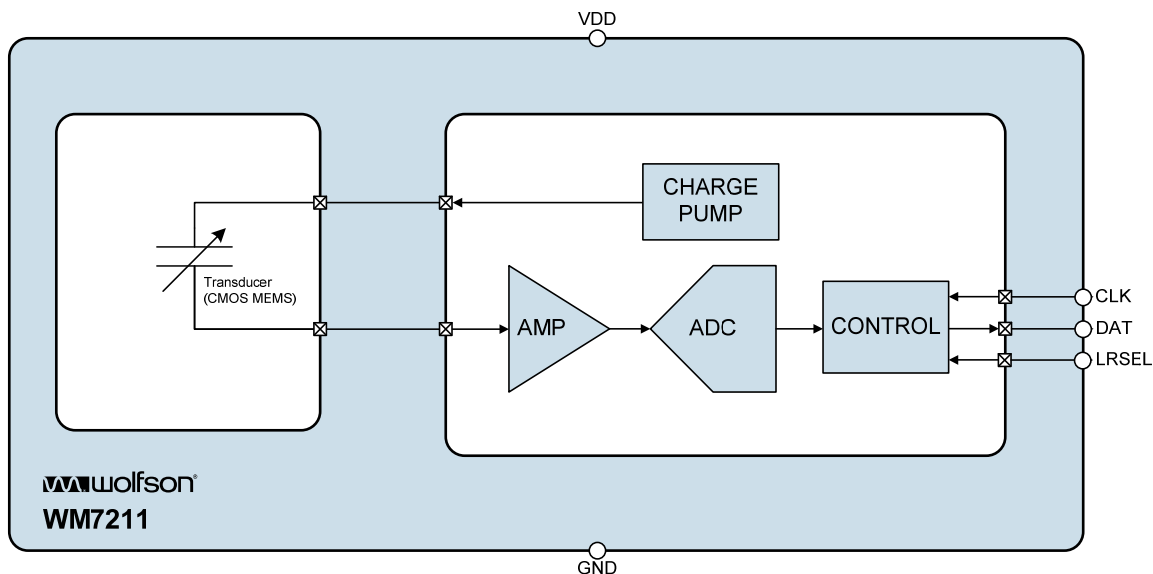 VDD
CHARGE
PUMP
Transducer
(CMOS MEMS)
AMP
ADC
CONTROL
CLK
DAT
LRSEL
wolfson®
WM7211
GND